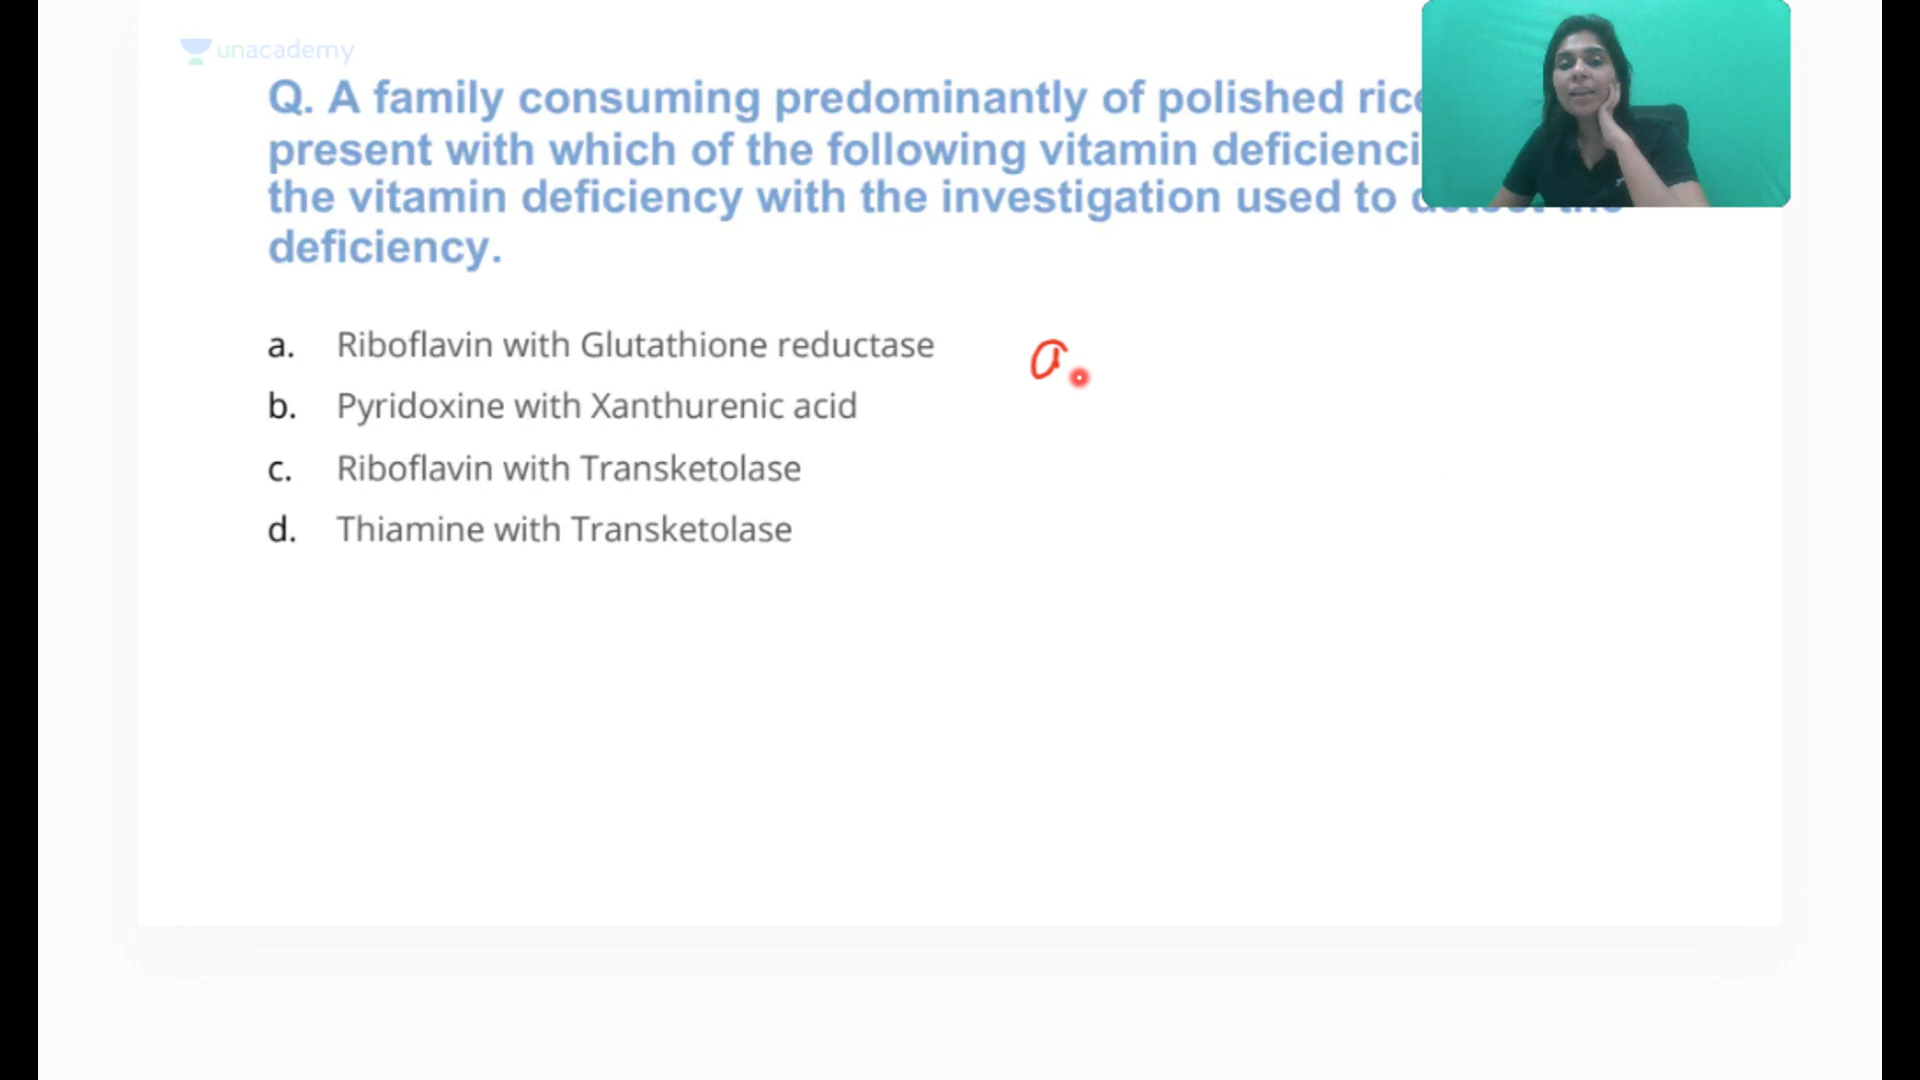 unacademy
Q. A family consuming predominantly of polished rice
present with which of the following vitamin
the vitamin deficiency with the investigation used to
deficiency.
a. Riboflavin with Glutathione reductase
a
b. Pyridoxine with Xanthurenic acid
c. Riboflavin with Transketolase
d. Thiamine with Transketolase